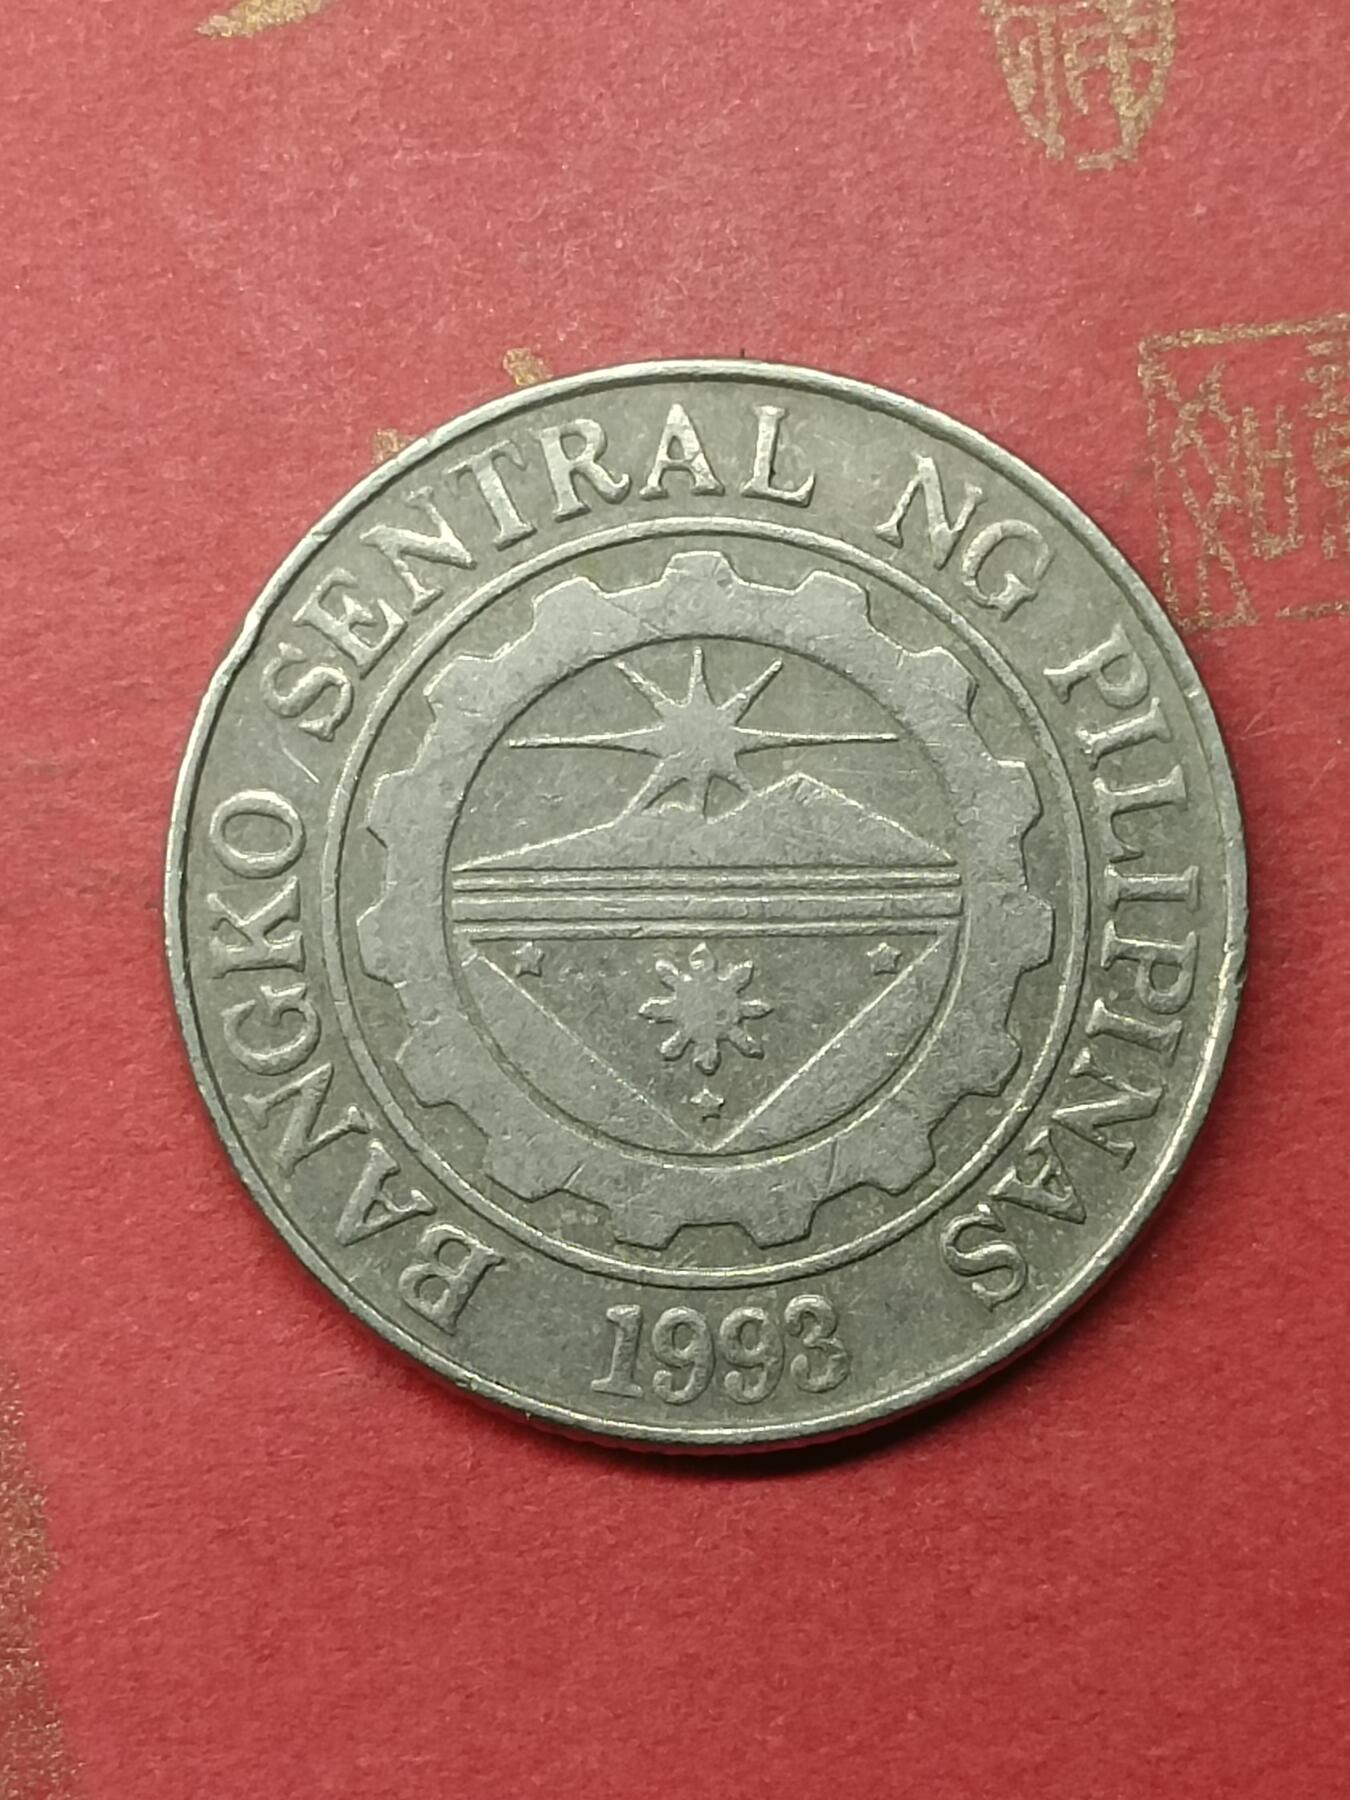 BANGKO SENTRAL NG PILIPINAS
1993